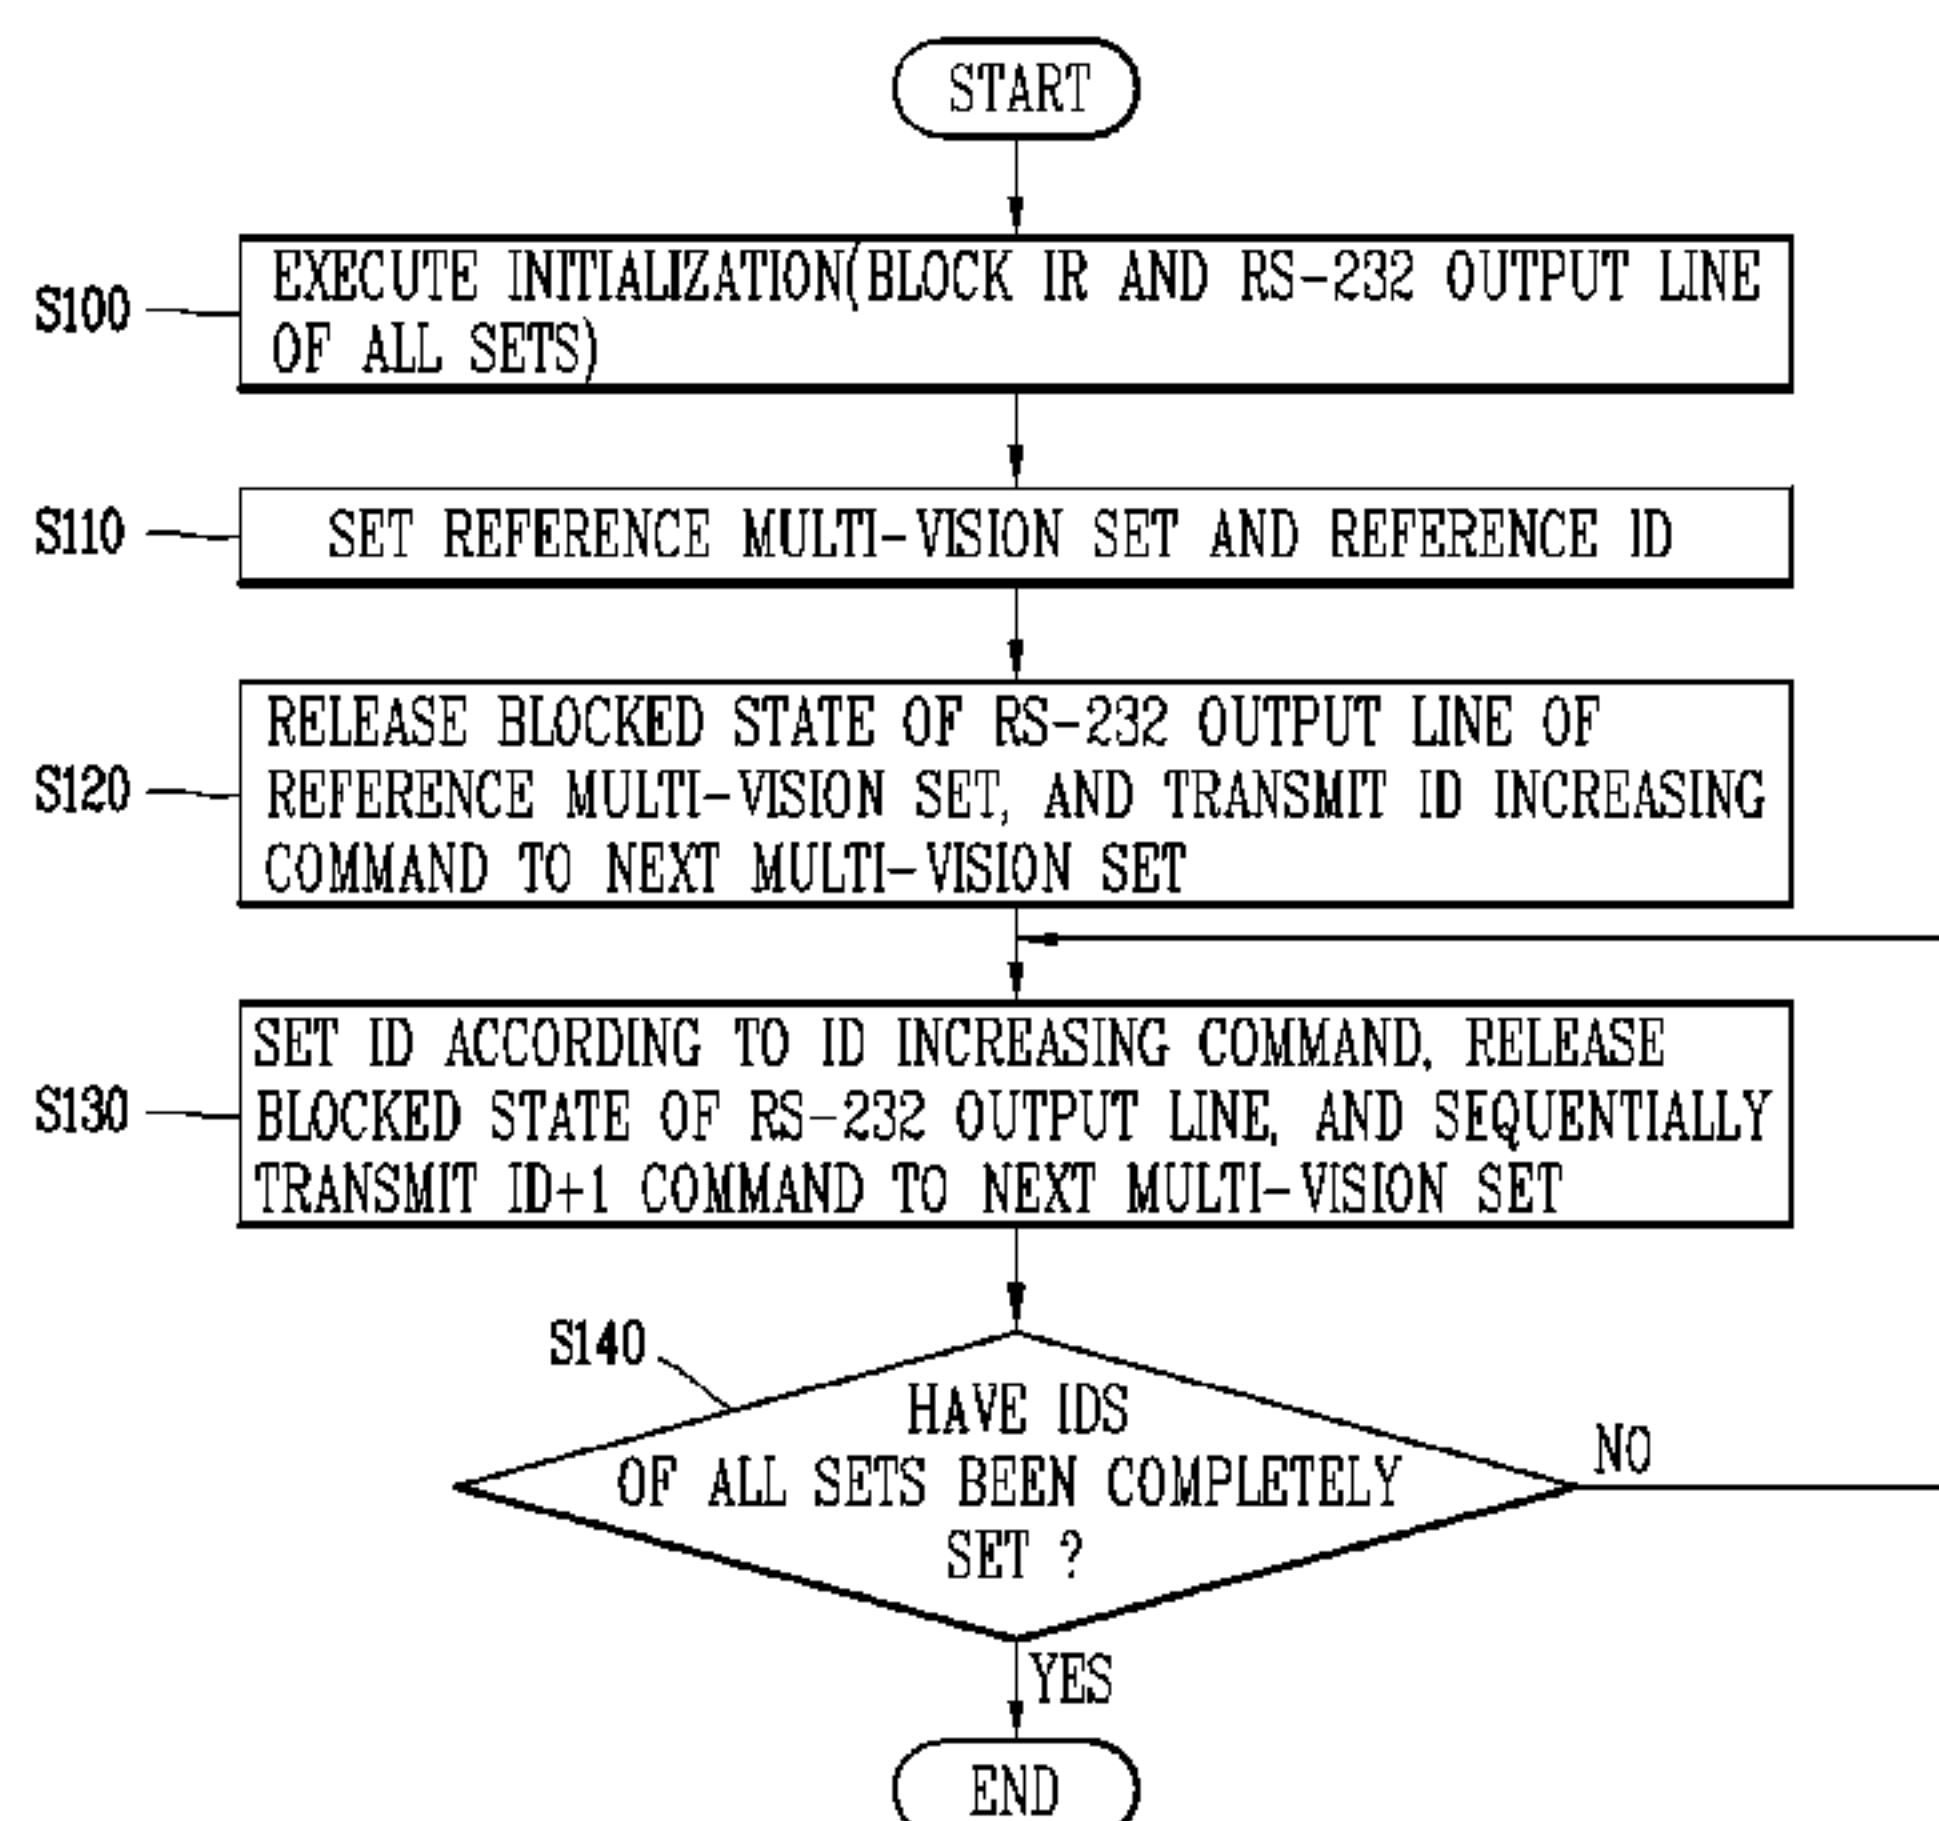 START
S100
EXECUTE INITIALIZATION(BLOCK IR AND RS-232 OUTPUT LINE
OF ALL SETS)
S110
SET REFERENCE MULTI-VISION SET AND REFERENCE ID
S120
RELEASE BLOCKED STATE OF RS-232 OUTPUT LINE OF
REFERENCE MULTI-VISION SET, AND TRANSMIT ID INCREASING
COMMAND TO NEXT MULTI-VISION SET
S130
SET ID ACCORDING TO ID INCREASING COMMAND, RELEASE
BLOCKED STATE OF RS-232 OUTPUT LINE, AND SEQUENTIALLY
TRANSMIT ID+1 COMMAND TO NEXT MULTI-VISION SET
S140
HAVE IDS
OF ALL SETS BEEN COMPLETELY
SET ?
NO
YES
END